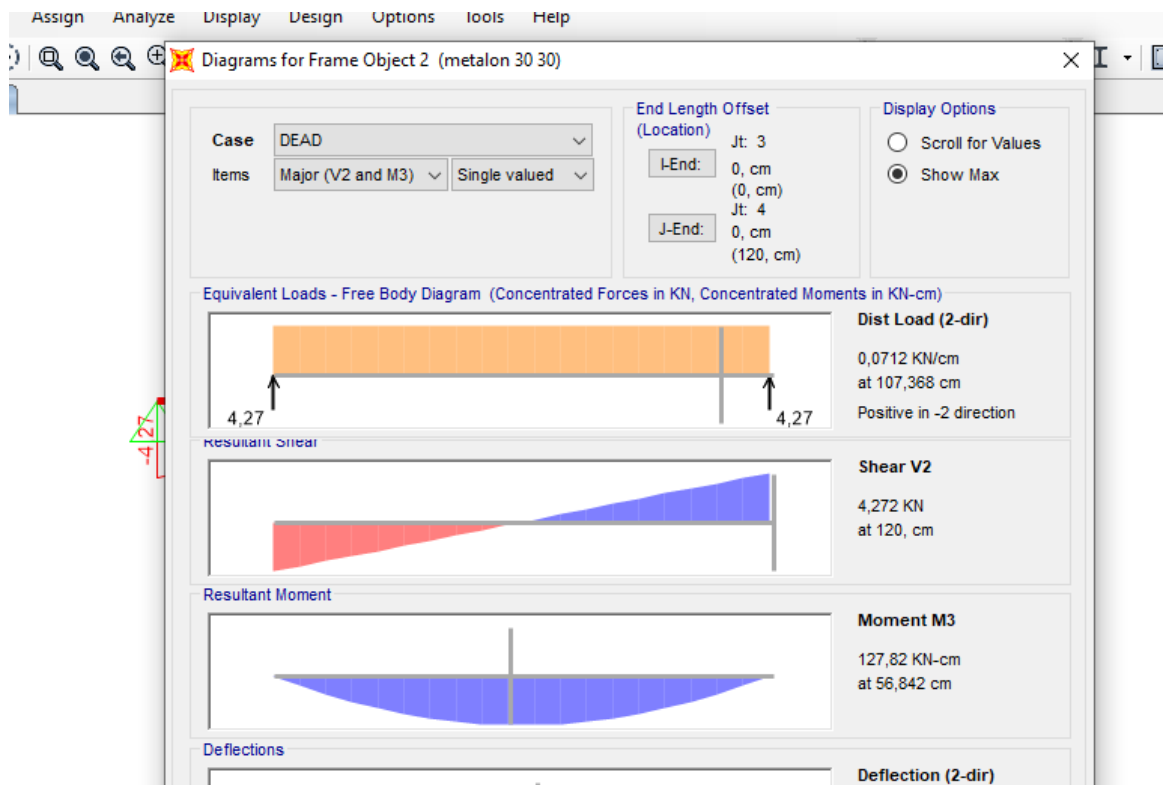 Assign Analyze Display Design Options Tools Help
Diagrams for Frame Object 2 (metalon 30 30)
Case DEAD
Items Major (V2 and M3) Single valued
End Length Offset
(Location)
I-End:
Jt: 3
0, cm
(0, cm)
J-End:
Jt: 4
0, cm
(120, cm)
Display Options
Scroll for Values
Show Max
Equivalent Loads - Free Body Diagram (Concentrated Forces in KN, Concentrated Moments in KN-cm)
4,27
4,27
Dist Load (2-dir)
0,0712 KN/cm
at 107,368 cm
Positive in -2 direction
-4,27
Resultant Shear
Shear V2
4,272 KN
at 120, cm
Resultant Moment
Moment M3
127,82 KN-cm
at 56,842 cm
Deflections
Deflection (2-dir)